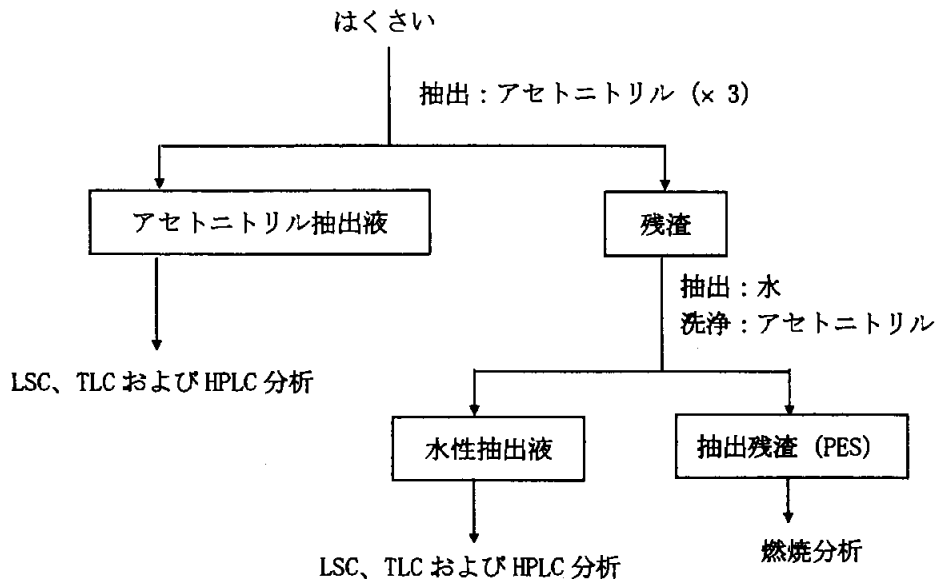 はくさい
抽出：アセトニトリル (× 3)
アセトニトリル抽出液
残渣
抽出：水
洗浄：アセトニトリル
LSC、TLC および HPLC 分析
水性抽出液
抽出残渣 (PES)
LSC、TLC および HPLC 分析
燃焼分析